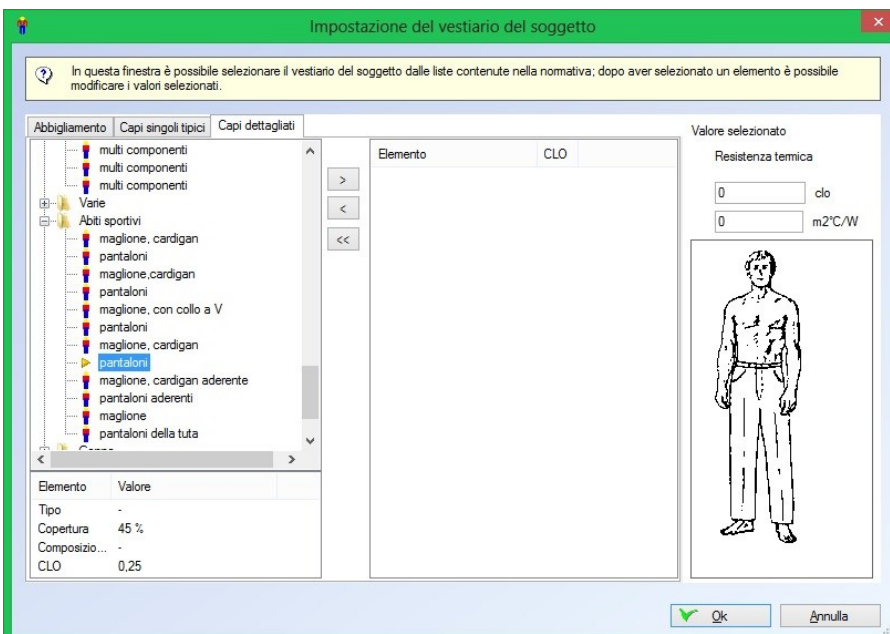 Impostazione del vestiario del soggetto
In questa finestra è possibile selezionare il vestiario del soggetto dalle liste contenute nella normativa; dopo aver selezionato un elemento è possibile
modificare i valori selezionati.
Abbigliamento Capi singoli tipici Capi dettagliati
multi componenti
multi componenti
multi componenti
Varie
Abiti sportivi
maglione, cardigan
pantaloni
maglione,cardigan
pantaloni
maglione, con collo a V
pantaloni
maglione, cardigan
pantaloni
maglione, cardigan aderente
pantaloni aderenti
maglione
pantaloni della tuta
Elemento Valore
Tipo -
Copertura 45 %
Composizio... -
CLO 0,25
>
<
<<
Elemento CLO
Valore selezionato
Resistenza termica
0 clo
0 m2°C/W
Ok Annulla